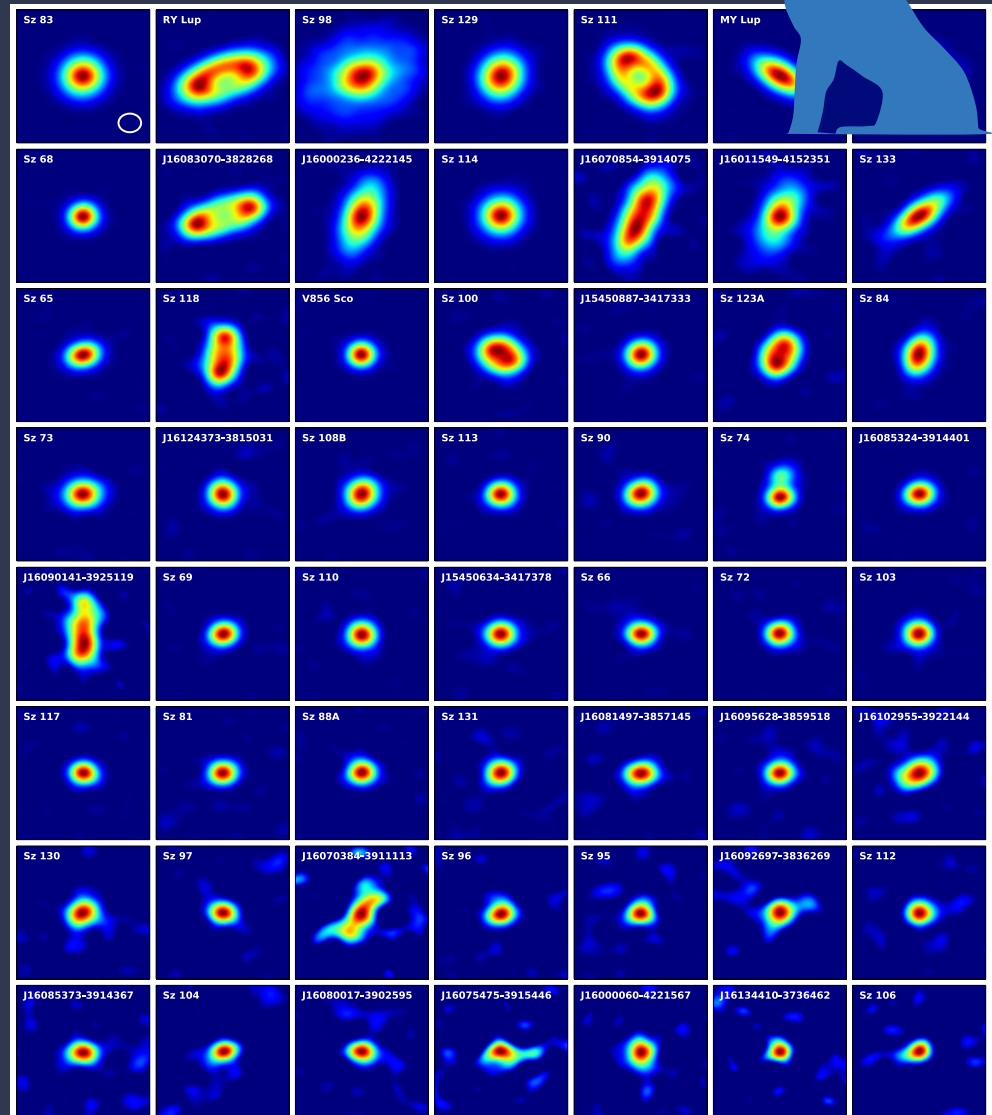 Sz 83
RY Lup
Sz 98
Sz 129
Sz 111
MY Lup
Sz 68
J16083070-3828268
J16000236-4222145
Sz 114
J16070854-3914075
J16011549-4152351
Sz 133
Sz 65
Sz 118
V856 Sco
Sz 100
J15450887-3417333
Sz 123A
Sz 84
Sz 73
J16124373-3815031
Sz 108B
Sz 113
Sz 90
Sz 74
J16085324-3914401
J16090141-3925119
Sz 69
Sz 110
J15450634-3417378
Sz 66
Sz 72
Sz 103
Sz 117
Sz 81
Sz 88A
Sz 131
J16081497-3857145
J16095628-3859518
J16102955-3922144
Sz 130
Sz 97
J16070384-3911113
Sz 96
Sz 95
J16092697-3836269
Sz 112
J16085373-3914367
Sz 104
J16080017-3902595
J16075475-3915446
J16000060-4221567
J16134410-3736462
Sz 106